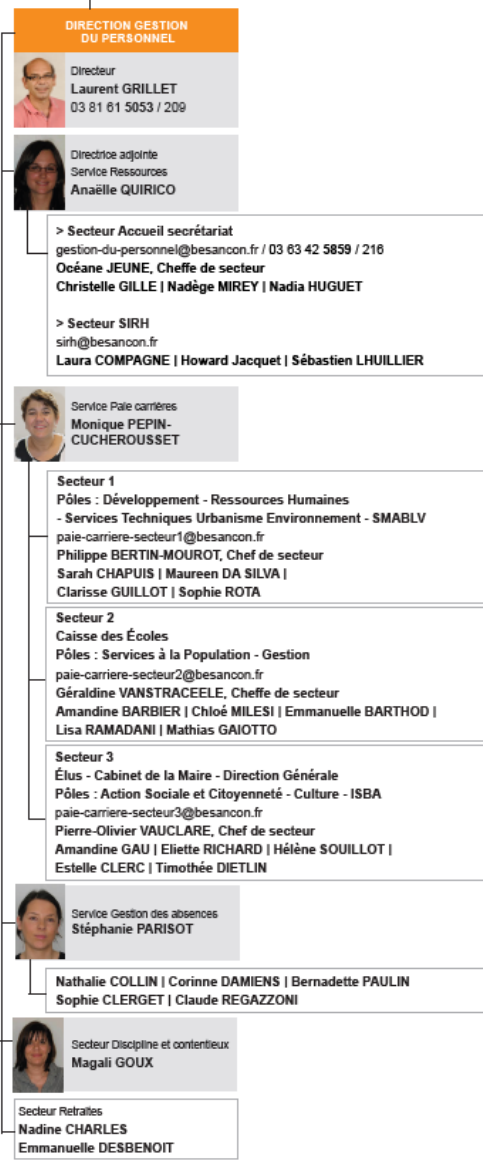 DIRECTION GESTION
DU PERSONNEL
Directeur
Laurent GRILLET
03 81 61 5053 / 209
Directrice adjointe
Service Ressources
Anaëlle QUIRICO
> Secteur Accueil secrétariat
gestion-du-personnel@besancon.fr / 03 63 42 5859 / 216
Océane JEUNE, Cheffe de secteur
Christelle GILLE | Nadège MIREY | Nadia HUGUET
> Secteur SIRH
sirh@besancon.fr
Laura COMPAGNE | Howard Jacquet | Sébastien LHUILLIER
Service Paie carrières
Monique PEPIN-
CUCHEROUSSET
Secteur 1
Pôles : Développement - Ressources Humaines
- Services Techniques Urbanisme Environnement - SMABLV
paie-carriere-secteur1@besancon.fr
Philippe BERTIN-MOUROT, Chef de secteur
Sarah CHAPUIS | Maureen DA SILVA |
Clarisse GUILLOT | Sophie ROTA
Secteur 2
Caisse des Écoles
Pôles : Services à la Population - Gestion
paie-carriere-secteur2@besancon.fr
Géraldine VANSTRACEELE, Cheffe de secteur
Amandine BARBIER | Chloé MILESI | Emmanuelle BARTHOD |
Lisa RAMADANI | Mathias GAIOTTO
Secteur 3
Élus - Cabinet de la Maire - Direction Générale
Pôles : Action Sociale et Citoyenneté - Culture - ISBA
paie-carriere-secteur3@besancon.fr
Pierre-Olivier VAUCLARE, Chef de secteur
Amandine GAU | Eliette RICHARD | Hélène SOUILLOT |
Estelle CLERC | Timothée DIETLIN
Service Gestion des absences
Stéphanie PARISOT
Nathalie COLLIN | Corinne DAMIENS | Bernadette PAULIN
Sophie CLERGET | Claude REGAZZONI
Secteur Discipline et contentieux
Magali GOUX
Secteur Retraites
Nadine CHARLES
Emmanuelle DESBENOIT